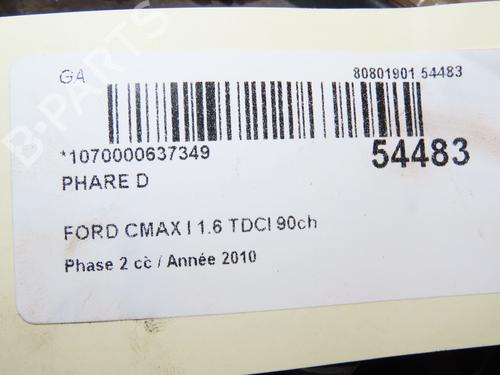 GA
80801901 54483
*1070000637349
54483
PHARE D
FORD CMAX I 1.6 TDCI 90ch
Phase 2 cc / Année 2010
B-PARTS